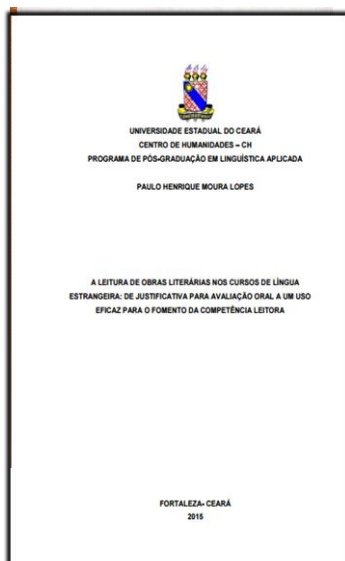 UNIVERSIDADE ESTADUAL DO CEARÁ
CENTRO DE HUMANIDADES – CH
PROGRAMA DE PÓS-GRADUAÇÃO EM LINGUÍSTICA APLICADA
PAULO HENRIQUE MOURA LOPES
A LEITURA DE OBRAS LITERÁRIAS NOS CURSOS DE LÍNGUA
ESTRANGEIRA: DE JUSTIFICATIVA PARA AVALIAÇÃO ORAL A UM USO
EFICAZ PARA O FOMENTO DA COMPETÊNCIA LEITORA
FORTALEZA- CEARÁ
2015